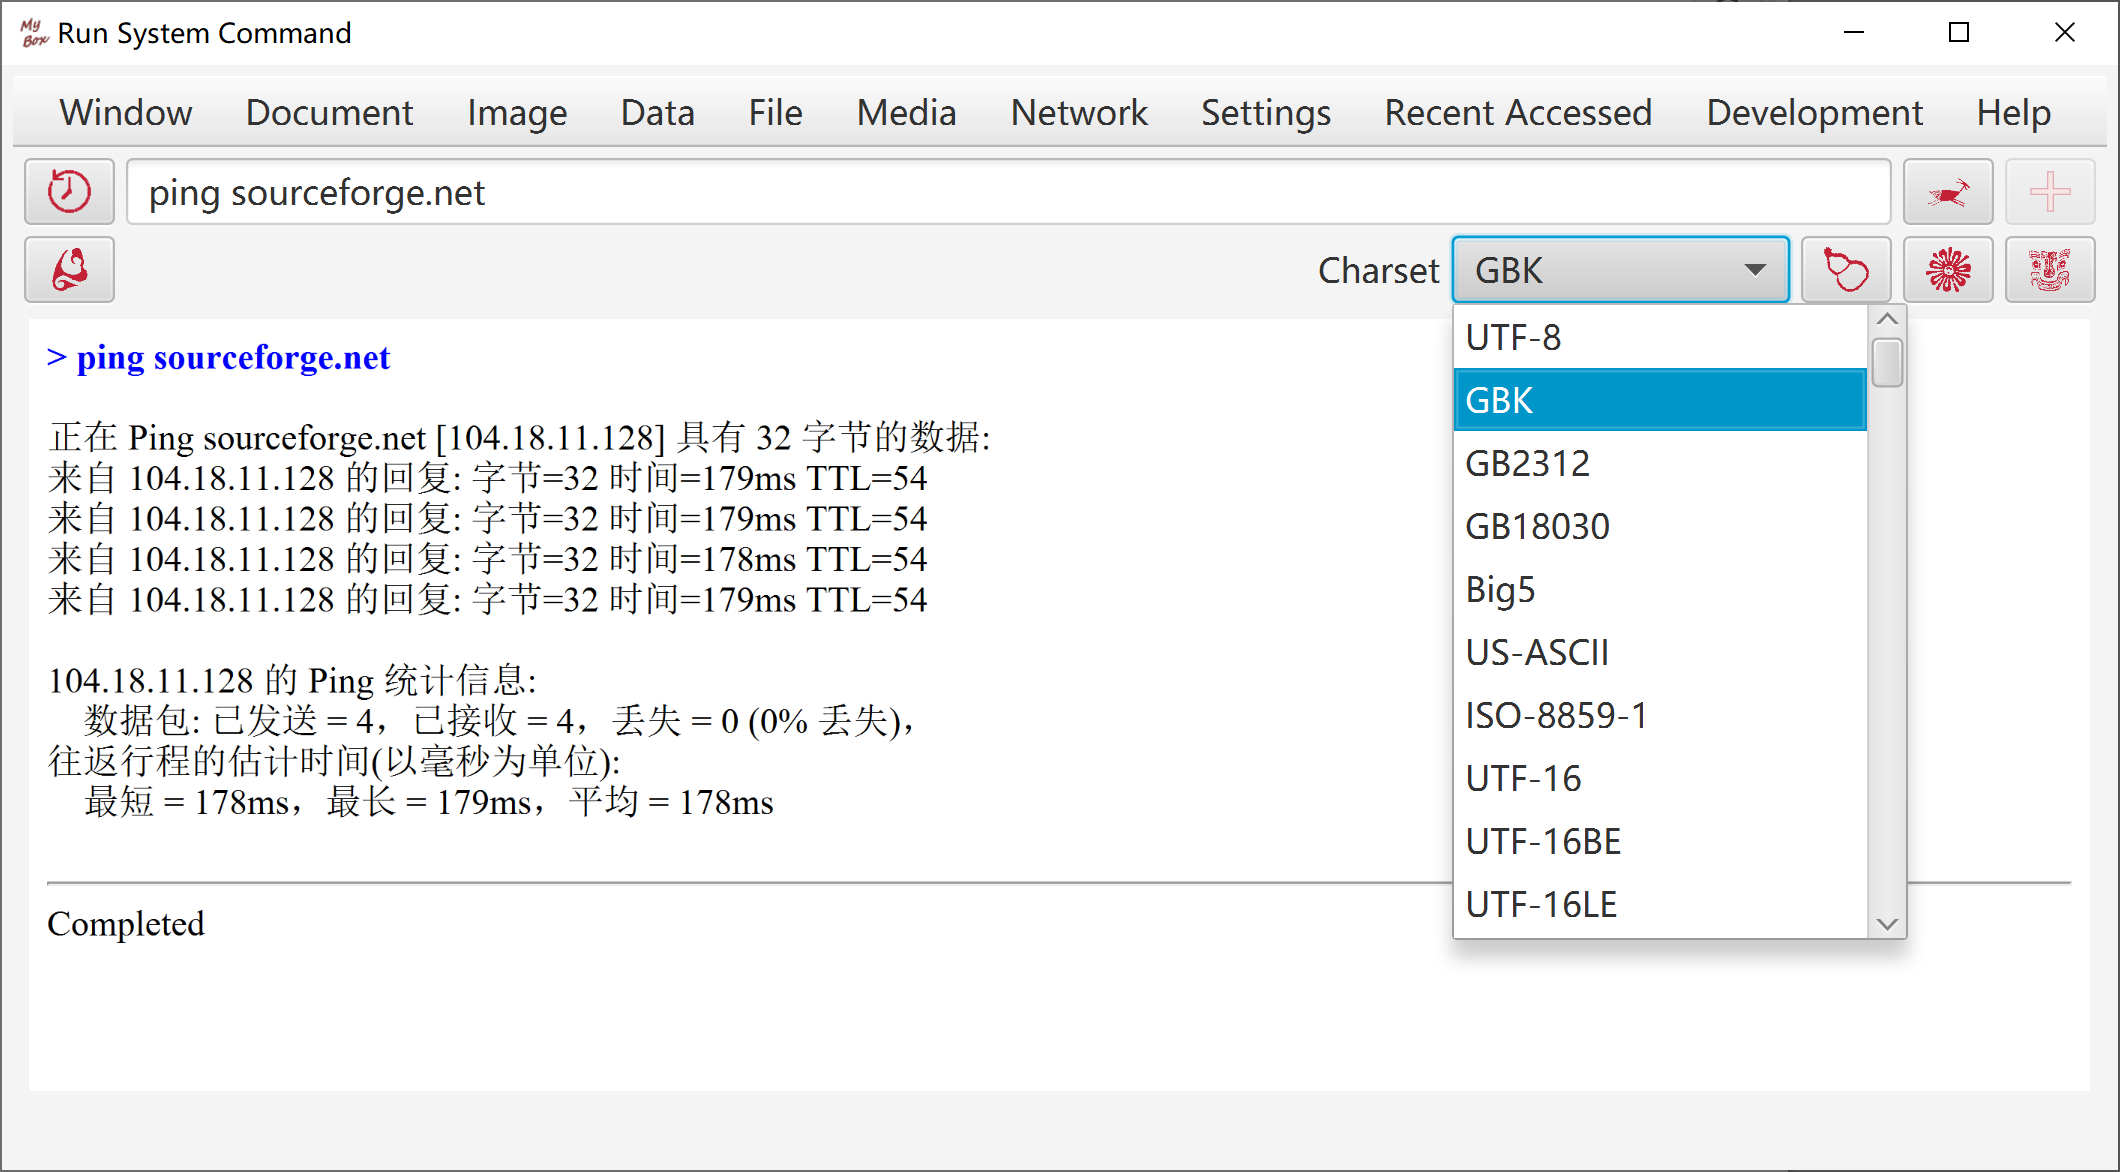 My Box Run System Command
Window Document Image Data File Media Network Settings Recent Accessed Development Help
ping sourceforge.net
Charset GBK
UTF-8
GBK
GB2312
GB18030
Big5
US-ASCII
ISO-8859-1
UTF-16
UTF-16BE
UTF-16LE
> ping sourceforge.net
正在 Ping sourceforge.net [104.18.11.128] 具有 32 字节的数据:
来自 104.18.11.128 的回复: 字节=32 时间=179ms TTL=54
来自 104.18.11.128 的回复: 字节=32 时间=179ms TTL=54
来自 104.18.11.128 的回复: 字节=32 时间=178ms TTL=54
来自 104.18.11.128 的回复: 字节=32 时间=179ms TTL=54
104.18.11.128 的 Ping 统计信息:
数据包: 已发送 = 4，已接收 = 4，丢失 = 0 (0% 丢失)，
往返行程的估计时间(以毫秒为单位):
最短 = 178ms，最长 = 179ms，平均 = 178ms
Completed